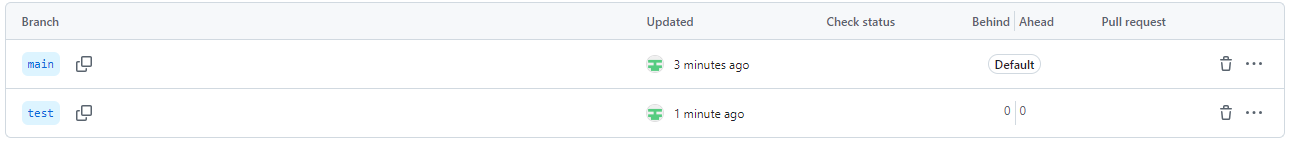 Branch Updated Check status Behind Ahead Pull request
main 3 minutes ago Default
test 1 minute ago 0 0